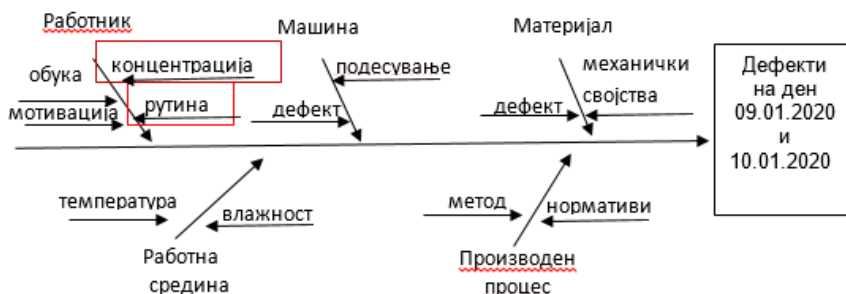 Работник
Машина
Материјал
концентрација
обука
подесување
механички
својства
мотивација
рутина
дефект
дефект
Дефекти
на ден
09.01.2020
и
10.01.2020
температура
влажност
метод
нормативи
Работна
средина
Производен
процес